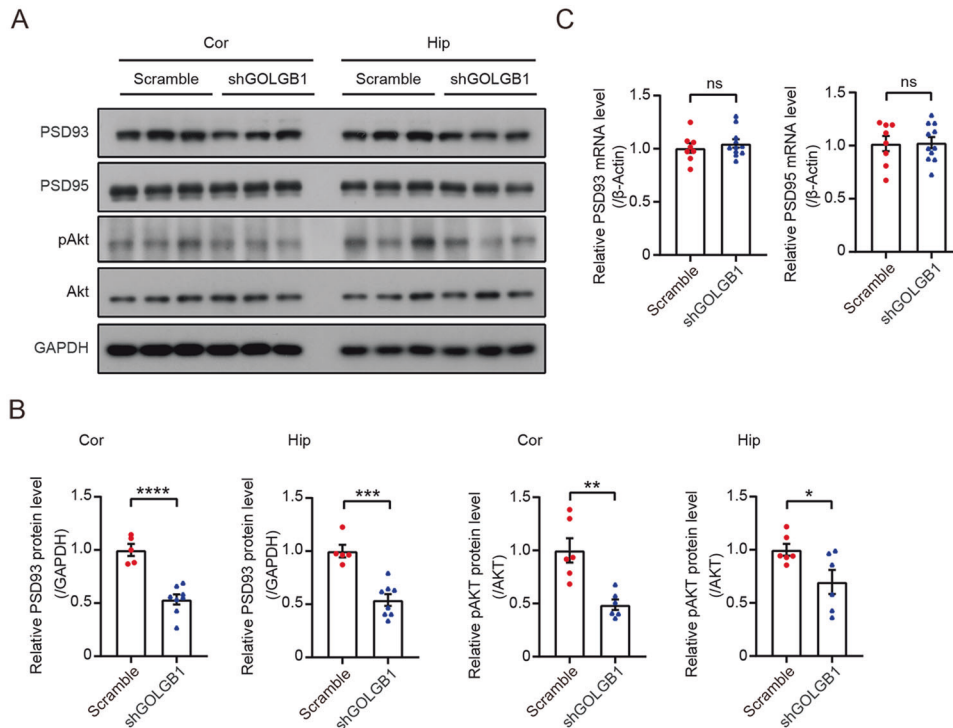 A
Cor
Hip
Scramble shGOLGB1 Scramble shGOLGB1
PSD93
PSD95
pAkt
Akt
GAPDH
C
Relative PSD93 mRNA level
(/β-Actin)
1.5
1.0
0.5
0
ns
Scramble
shGOLGB1
Relative PSD95 mRNA level
(/β-Actin)
1.5
1.0
0.5
0
ns
Scramble
shGOLGB1
B
Cor
Relative PSD93 protein level
(/GAPDH)
1.5
1.0
0.5
0
****
Scramble
shGOLGB1
Hip
Relative PSD93 protein level
(/GAPDH)
1.5
1.0
0.5
0
***
Scramble
shGOLGB1
Cor
Relative pAKT protein level
(/AKT)
1.5
1.0
0.5
0
**
Scramble
shGOLGB1
Hip
Relative pAKT protein level
(/AKT)
1.5
1.0
0.5
0
*
Scramble
shGOLGB1